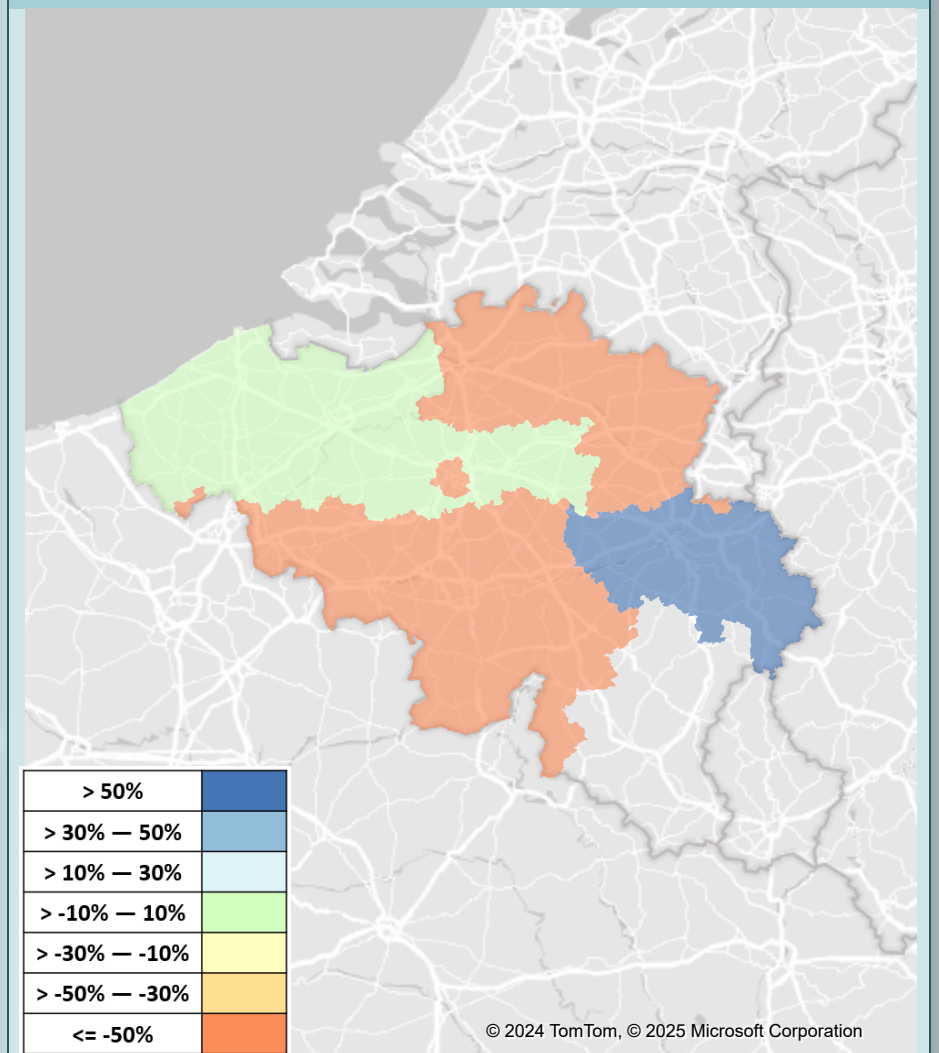 > 50%
> 30% — 50%
> 10% — 30%
> -10% — 10%
> -30% — -10%
> -50% — -30%
<= -50%
© 2024 TomTom, © 2025 Microsoft Corporation